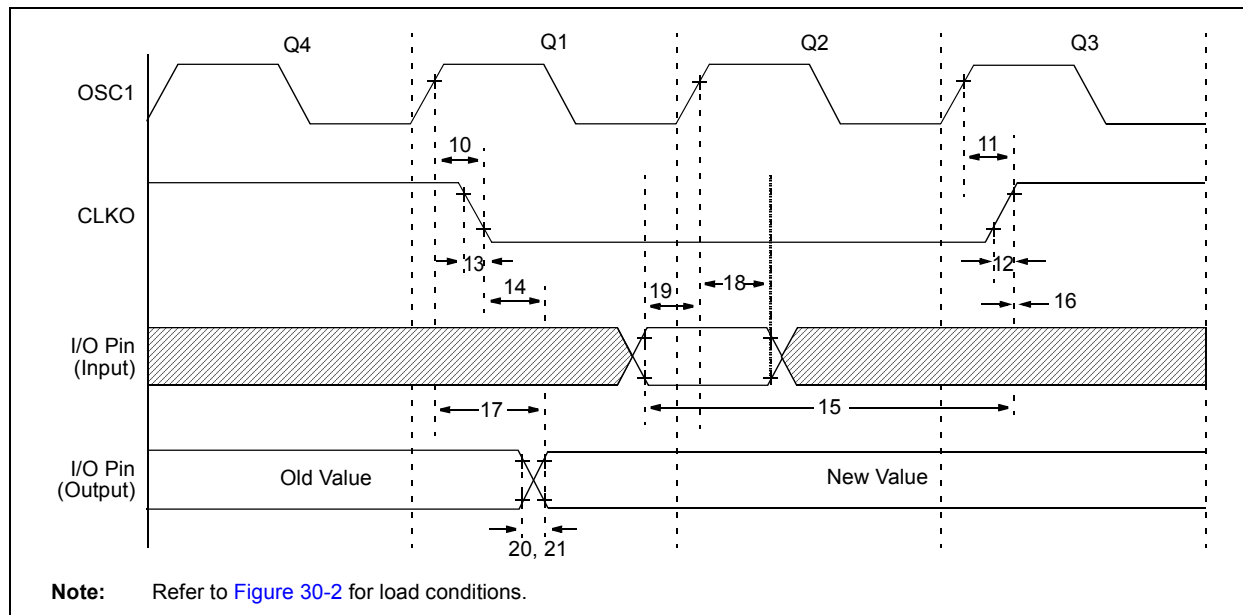 Q4 Q1 Q2 Q3
OSC1
10 11
CLKO
13 12
14 19 18 16
I/O Pin
(Input)
17 15
I/O Pin
(Output)
Old Value New Value
20, 21
Note: Refer to Figure 30-2 for load conditions.